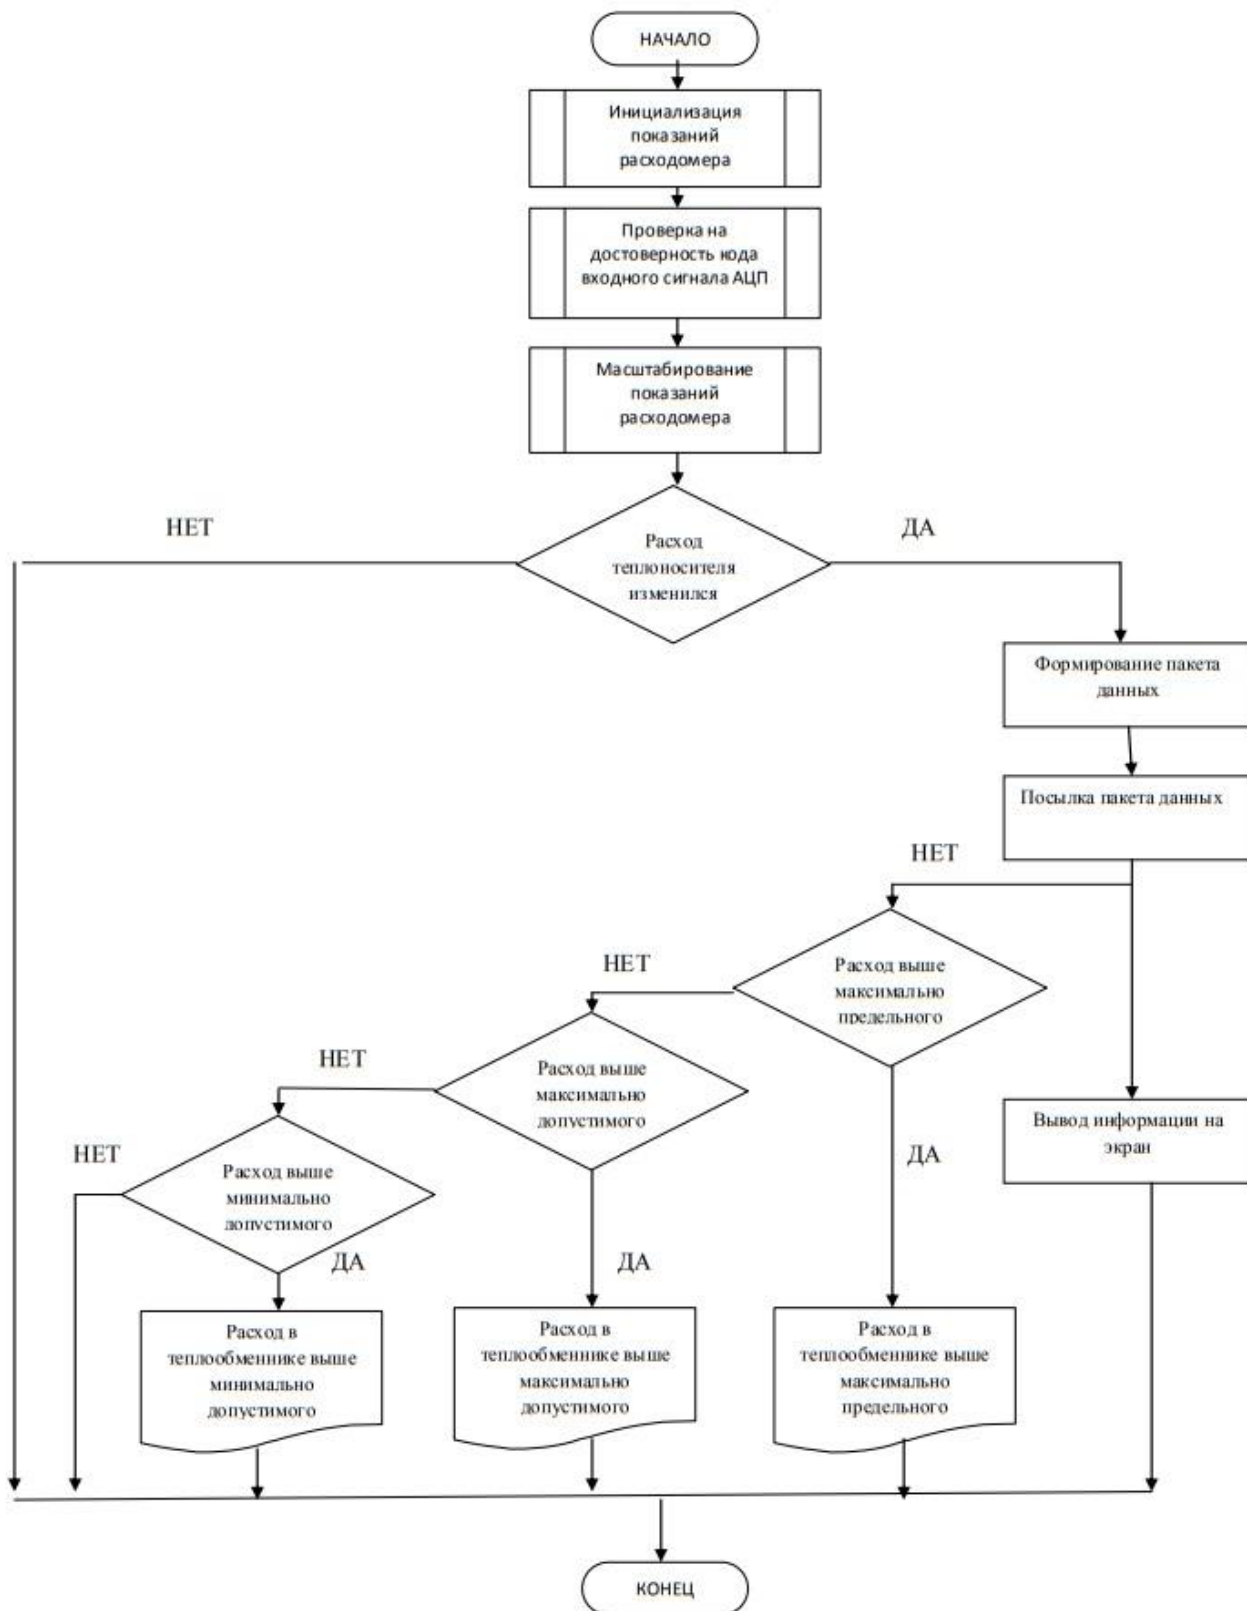 НАЧАЛО
Инициализация
показаний
расходомера
Проверка на
достоверность кода
входного сигнала АЦП
Масштабирование
показаний
расходомера
НЕТ
ДА
Расход
теплоносителя
изменился
Формирование пакета
данных
Посылка пакета данных
НЕТ
Расход выше
максимально
предельного
НЕТ
Расход выше
максимально
допустимого
НЕТ
Расход выше
минимально
допустимого
НЕТ
ДА
Вывод информации на
экран
ДА
ДА
Расход в
теплообменнике выше
минимально
допустимого
Расход в
теплообменнике выше
максимально
допустимого
Расход в
теплообменнике выше
максимально
предельного
КОНЕЦ